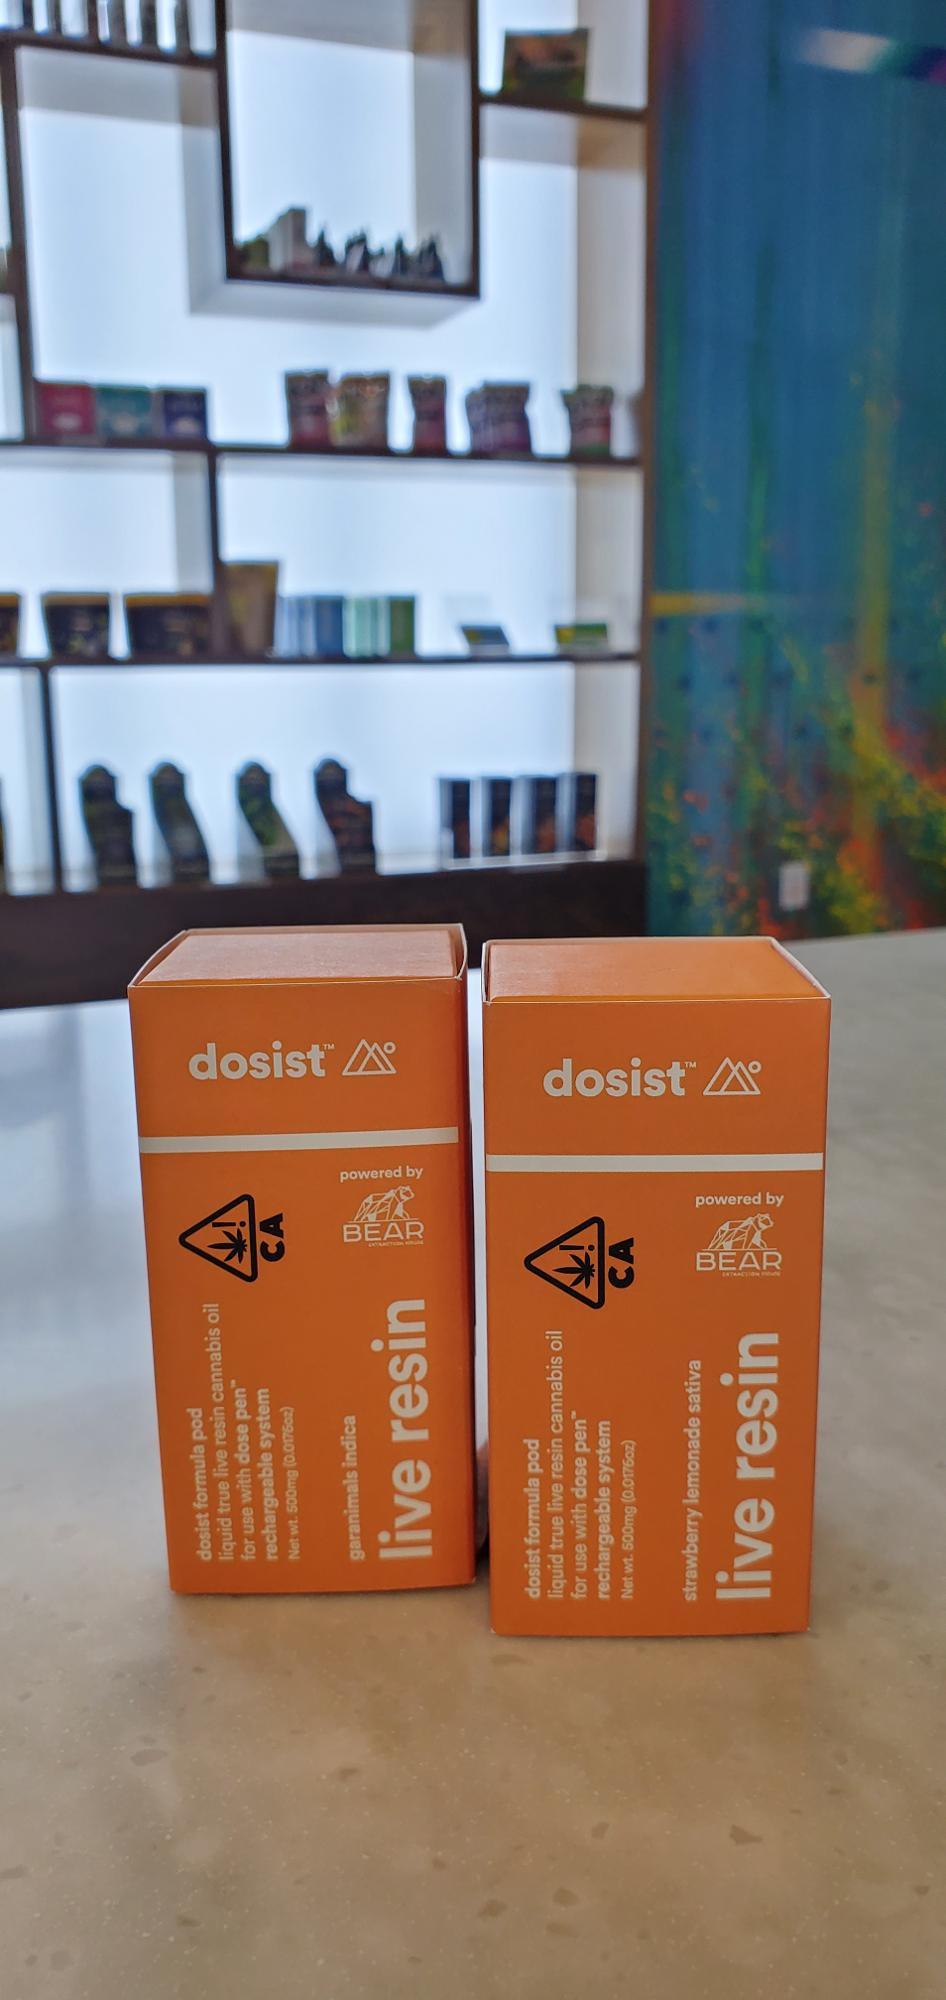 dosist™
powered by
BEAR
EXTRACTION HOUSE
CA
dosist formula pod
liquid true live resin cannabis oil
for use with dose pen™
rechargeable system
Net wt. 500mg (0.0176oz)
garanimals indica
live resin
dosist™
powered by
BEAR
EXTRACTION HOUSE
CA
dosist formula pod
liquid true live resin cannabis oil
for use with dose pen™
rechargeable system
Net wt. 500mg (0.0176oz)
strawberry lemonade sativa
live resin